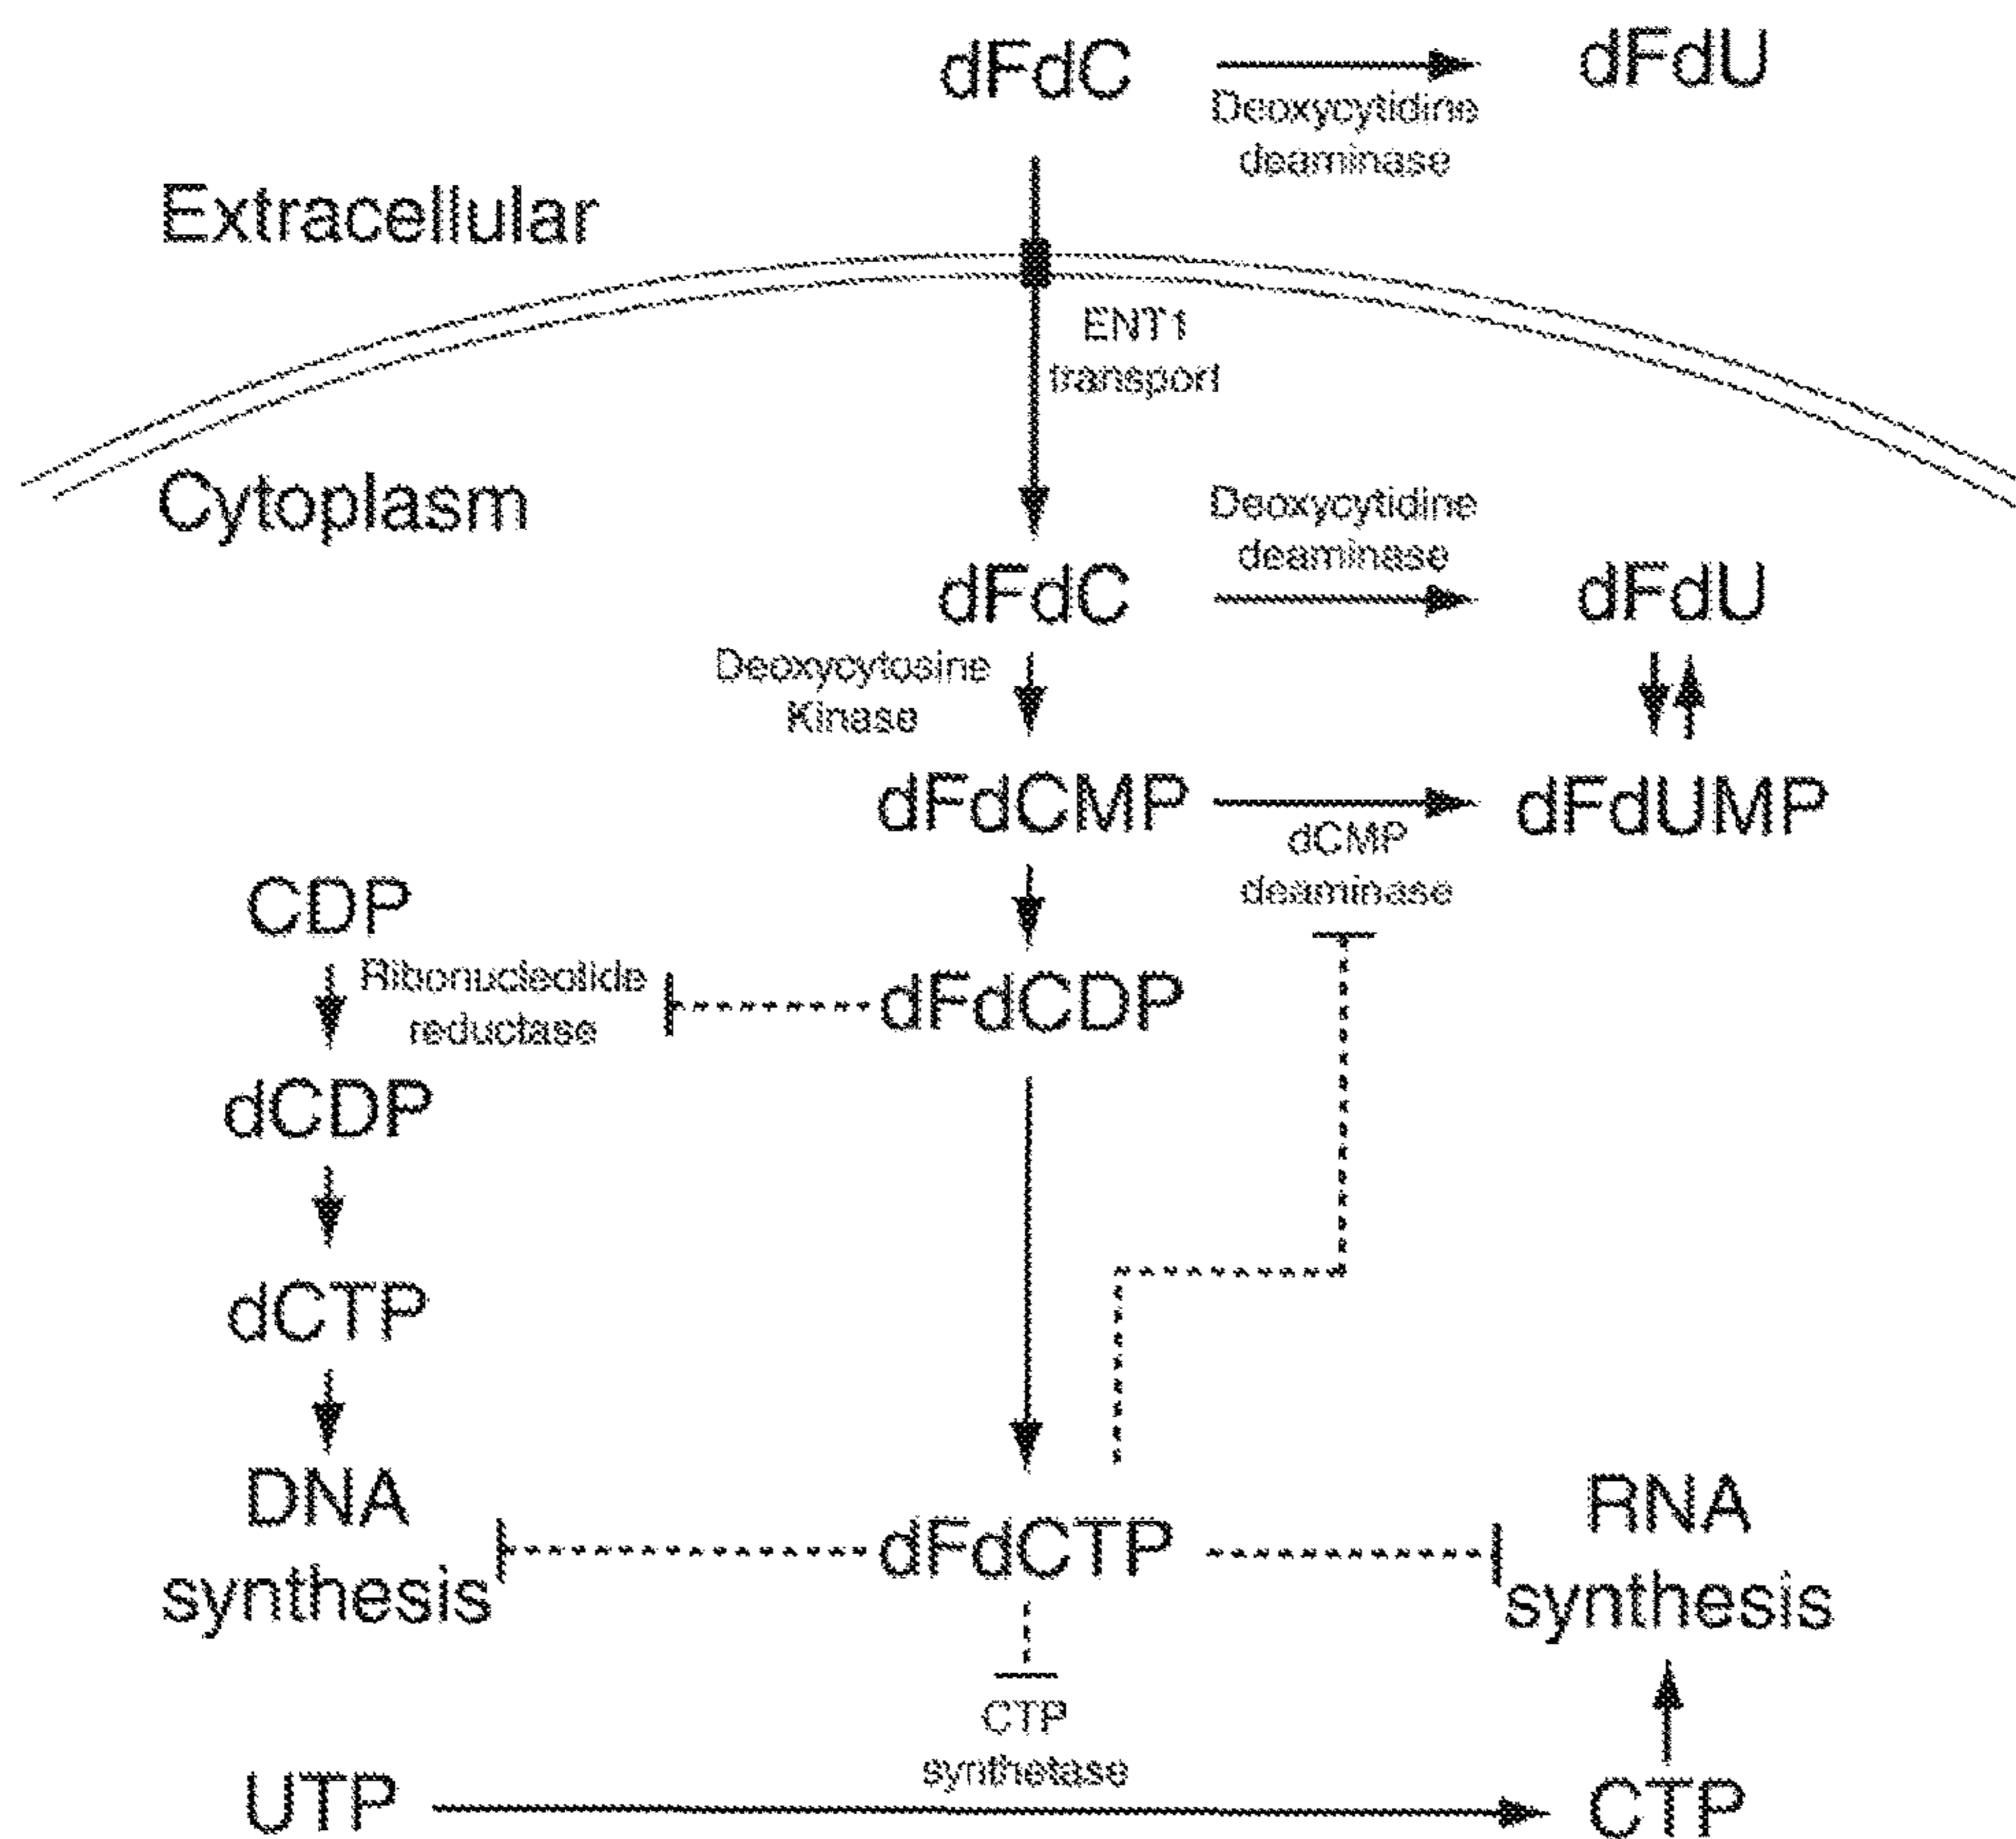 dFdC
dFdU
Deoxycytidine
deaminase
Extracellular
ENT1
transport
Cytoplasm
Deoxycytidine
deaminase
dFdC
dFdU
Deoxycytosine
Kinase
dFdCMP
dFdUMP
dCMP
deaminase
CDP
Ribonucleotide
reductase
dFdCDP
dCDP
dCTP
DNA
synthesis
dFdCTP
RNA
synthesis
CTP
synthetase
UTP
CTP